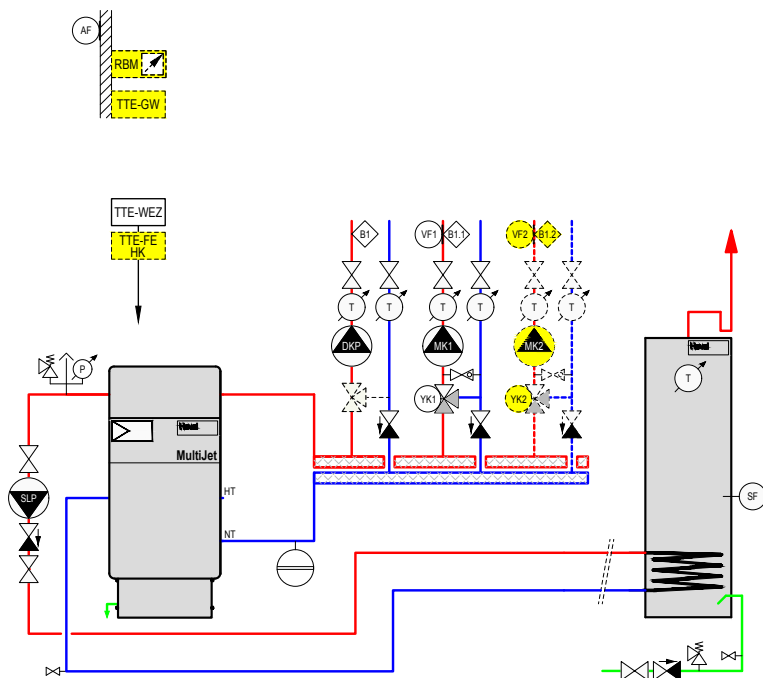 AF
RBM
TTE-GW
TTE-WEZ
TTE-FE
HK
B1
VF1
B1.1
VF2
B1.2
T
T
T
T
T
T
P
DKP
MK1
MK2
T
YK1
YK2
MultiJet
SLP
HT
SF
NT